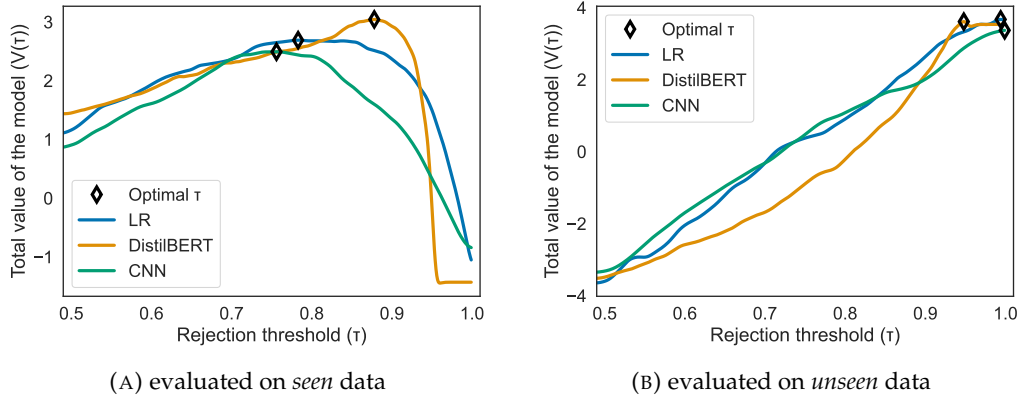 Total value of the model (V(τ))
3
2
1
0
−1
Optimal τ
LR
DistilBERT
CNN
0.5 0.6 0.7 0.8 0.9 1.0
Rejection threshold (τ)
(A) evaluated on seen data
Total value of the model (V(τ))
4
2
0
−2
−4
Optimal τ
LR
DistilBERT
CNN
0.5 0.6 0.7 0.8 0.9 1.0
Rejection threshold (τ)
(B) evaluated on unseen data